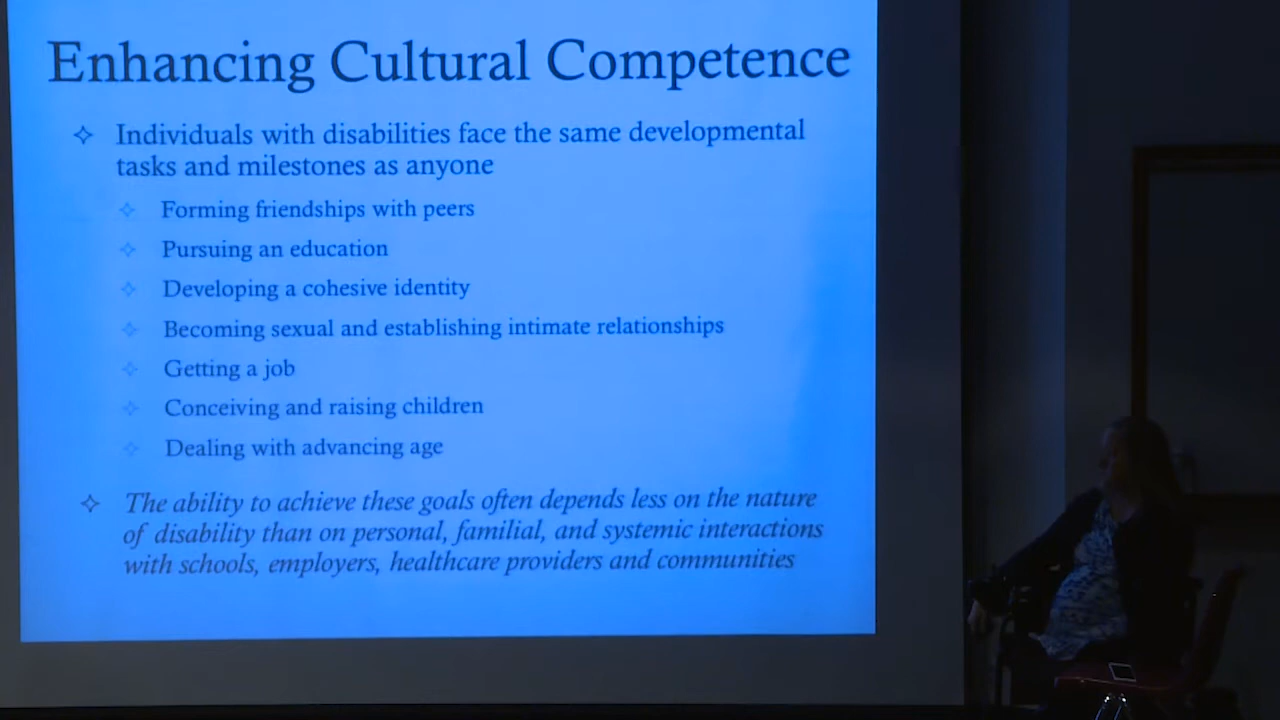 Enhancing Cultural Competence
Individuals with disabilities face the same developmental
tasks and milestones as anyone
Forming friendships with peers
Pursuing an education
Developing a cohesive identity
Becoming sexual and establishing intimate relationships
Getting a job
Conceiving and raising children
Dealing with advancing age
The ability to achieve these goals often depends less on the nature
of disability than on personal, familial, and systemic interactions
with schools, employers, healthcare providers and communities